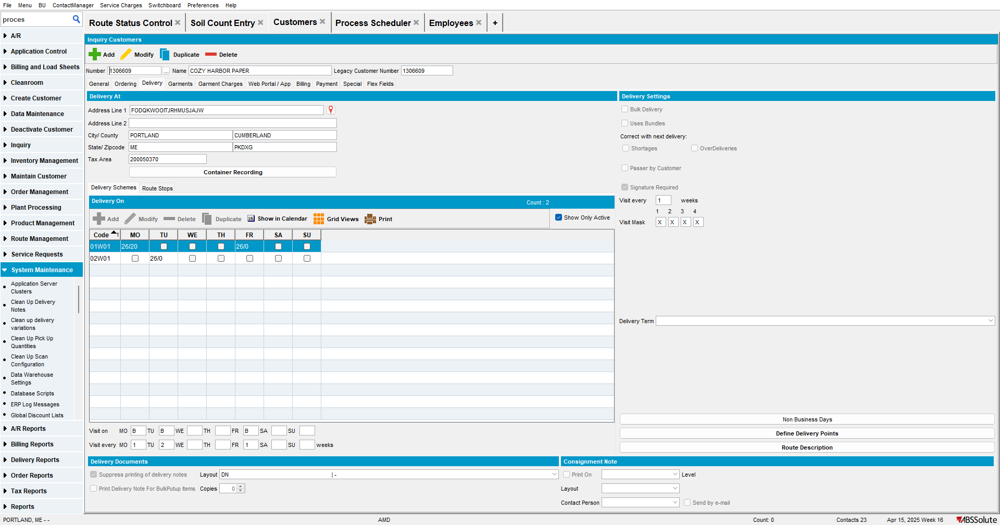 File Menu BU ContactManager Service Charges Switchboard Preferences Help
proces
Route Status Control
Soil Count Entry
Customers
Process Scheduler
Employees
+
A/R
Application Control
Billing and Load Sheets
Cleanroom
Create Customer
Data Maintenance
Deactivate Customer
Inquiry
Inventory Management
Maintain Customer
Order Management
Plant Processing
Product Management
Route Management
Service Requests
System Maintenance
Application Server
Clusters
Clean Up Delivery
Notes
Clean up delivery
variations
Clean Up Pick Up
Quantities
Clean Up Scan
Configuration
Data Warehouse
Settings
Database Scripts
ERP Log Messages
Global Discount Lists
A/R Reports
Billing Reports
Delivery Reports
Order Reports
Tax Reports
Reports
Inquiry Customers
Add Modify Duplicate Delete
Number 1306609 ... Name COZY HARBOR PAPER Legacy Customer Number 1306609
General Ordering Delivery Garments Garment Charges Web Portal / App Billing Payment Special Flex Fields
Delivery At
Address Line 1 FODQKWOOITJRHMUSJAJW
Address Line 2
City/ County PORTLAND CUMBERLAND
State/ Zipcode ME PKDXG
Tax Area 200050370
Container Recording
Delivery Schemes Route Stops
Delivery On Count : 2
Add Modify Delete Duplicate 16 Show in Calendar Grid Views Print Show Only Active
Code 1 MO TU WE TH FR SA SU
01W01 26/20 26/0
02W01 26/0
Visit on MO B TU B WE TH FR B SA SU
Visit every MO 1 TU 2 WE TH FR 1 SA SU weeks
Delivery Settings
Bulk Delivery
Uses Bundles
Correct with next delivery:
Shortages OverDeliveries
Passer by Customer
Signature Required
Visit every 1 weeks
1 2 3 4
Visit Mask X X X X
Delivery Term
Non Business Days
Define Delivery Points
Route Description
Delivery Documents
Suppress printing of delivery notes Layout DN | -
Print Delivery Note For BulkPutup Items Copies 0
Consignment Note
Print On Level
Layout
Contact Person Send by e-mail
PORTLAND, ME - - AMD Count: 0 Contacts 23 Apr 15, 2025 Week 16 ABSSolute